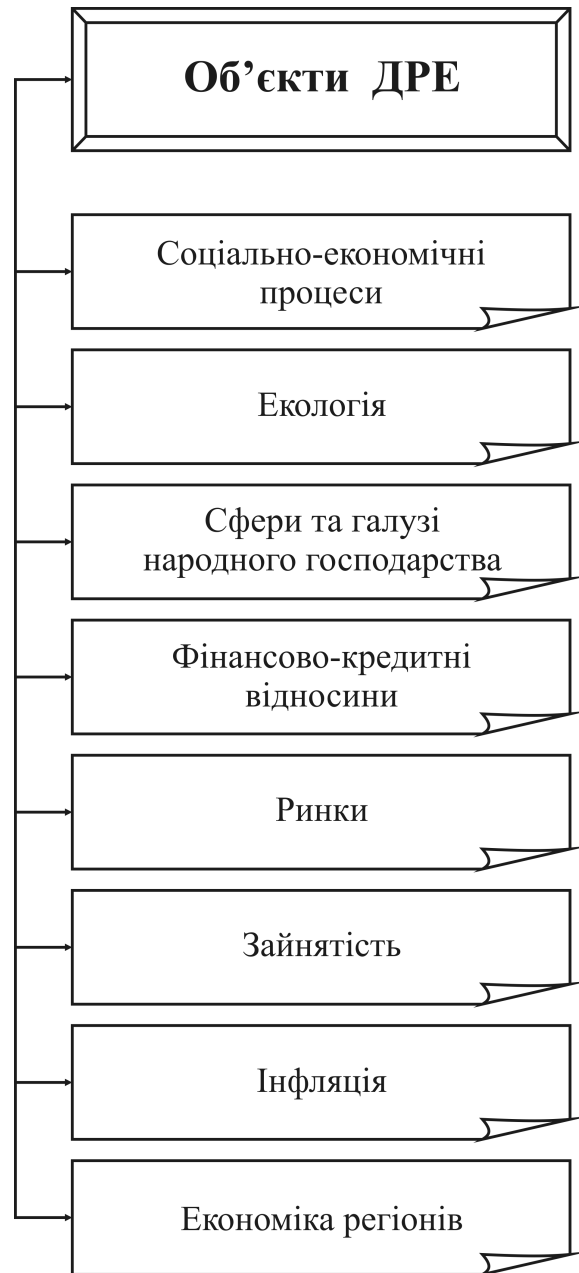 Об’єкти ДРЕ
Соціально-економічні
процеси
Екологія
Сфери та галузі
народного господарства
Фінансово-кредитні
відносини
Ринки
Зайнятість
Інфляція
Економіка регіонів